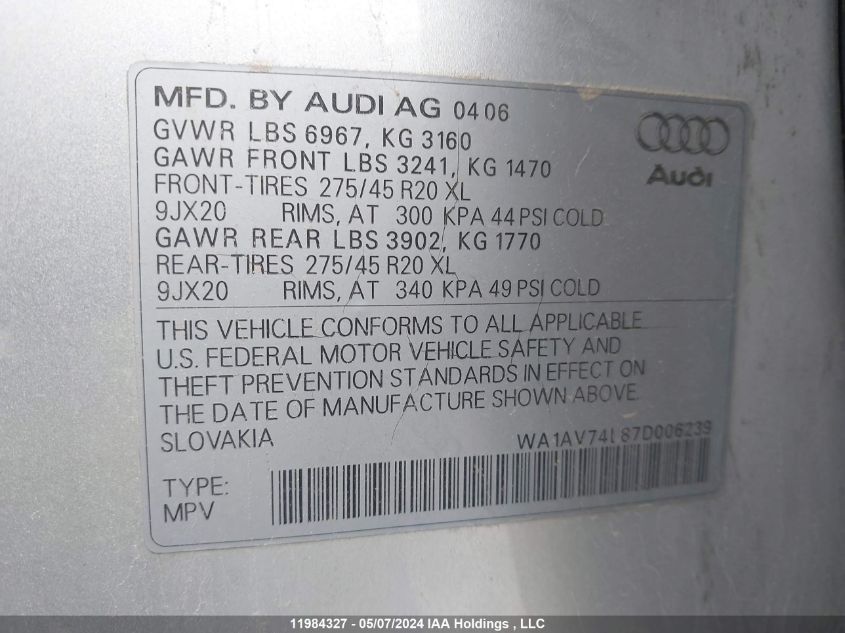 MFD. BY AUDI AG 04 06
GVWR LBS 6967, KG 3160
GAWR FRONT LBS 3241, KG 1470
FRONT-TIRES 275/45 R20 XL
9JX20 RIMS, AT 300 KPA 44 PSI COLD
GAWR REAR LBS 3902, KG 1770
REAR-TIRES 275/45 R20 XL
9JX20 RIMS, AT 340 KPA 49 PSI COLD
Audi
THIS VEHICLE CONFORMS TO ALL APPLICABLE
U.S. FEDERAL MOTOR VEHICLE SAFETY AND
THEFT PREVENTION STANDARDS IN EFFECT ON
THE DATE OF MANUFACTURE SHOWN ABOVE.
SLOVAKIA WA1AV74L87D006239
TYPE:
MPV
11984327 - 05/07/2024 IAA Holdings , LLC